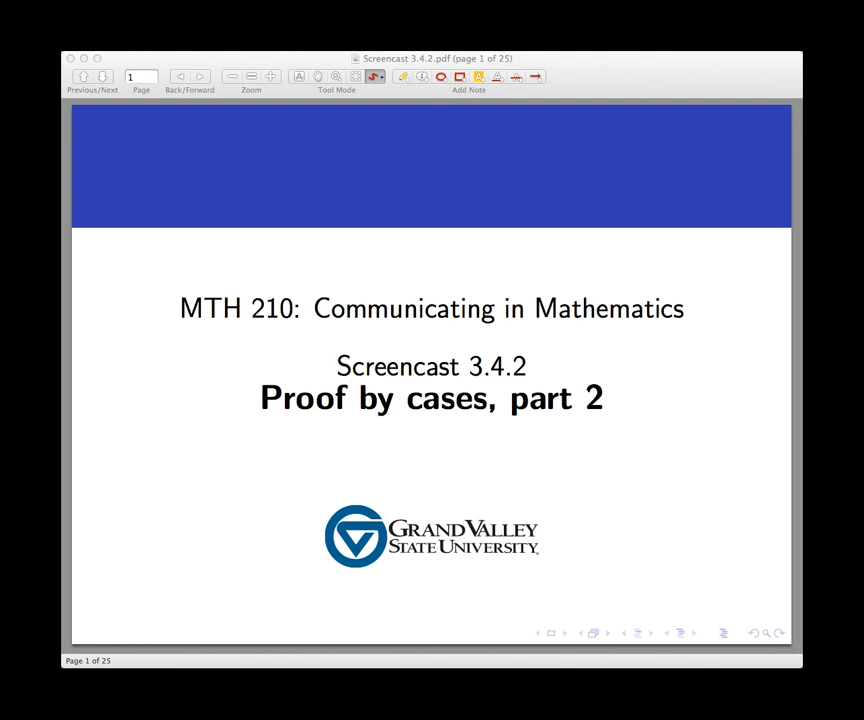 Screencast 3.4.2.pdf (page 1 of 25)
1
Previous/Next Page Back/Forward Zoom Tool Mode Add Note
MTH 210: Communicating in Mathematics
Screencast 3.4.2
Proof by cases, part 2
GRANDVALLEY
STATE UNIVERSITY
Page 1 of 25